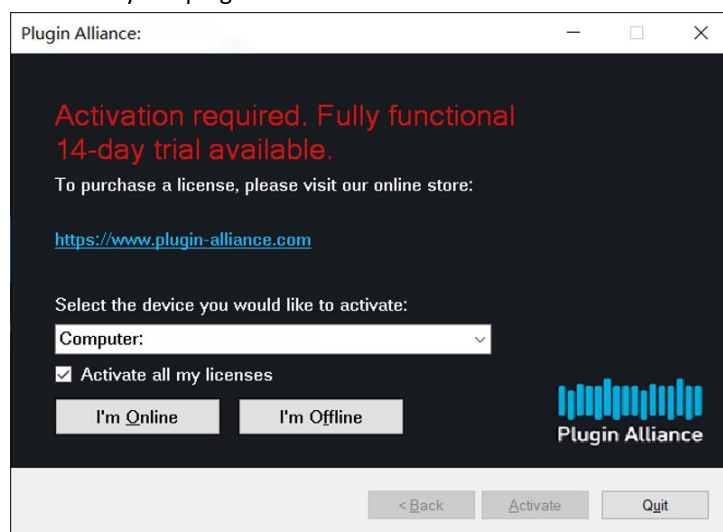 Plugin Alliance:
Activation required. Fully functional
14-day trial available.
To purchase a license, please visit our online store:
https://www.plugin-alliance.com
Select the device you would like to activate:
Computer:
Activate all my licenses
I'm Online
I'm Offline
Plugin Alliance
< Back
Activate
Quit